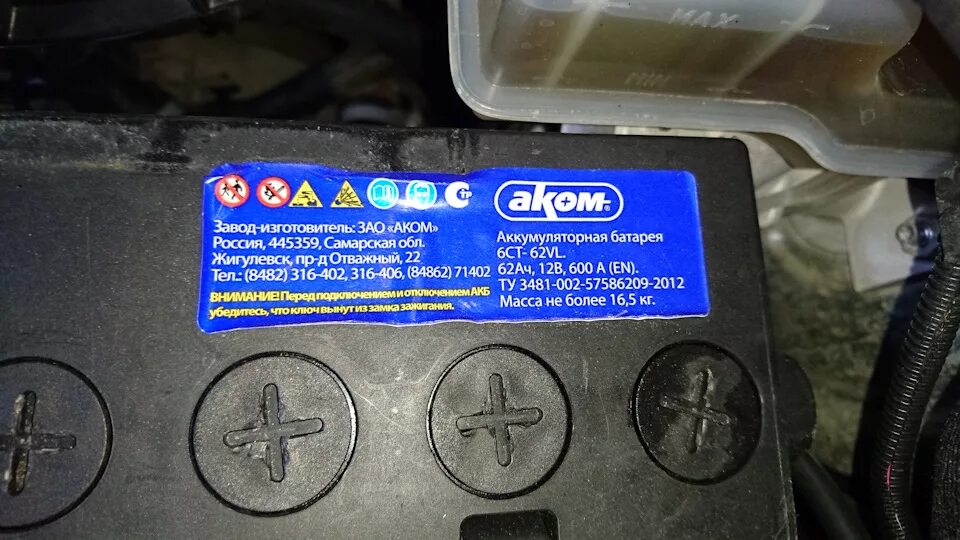 MAX
MIN
аком
Завод-изготовитель: ЗАО «АКОМ»
Россия, 445359, Самарская обл.
Жигулевск, пр-д Отважный, 22
Тел.: (8482) 316-402, 316-406, (84862) 71402
ВНИМАНИЕ! Перед подключением и отключением АКБ
убедитесь, что ключ вынут из замка зажигания.
Аккумуляторная батарея
6СТ- 62VL.
62Ач, 12В, 600 А (EN).
ТУ 3481-002-57586209-2012
Масса не более 16,5 кг.